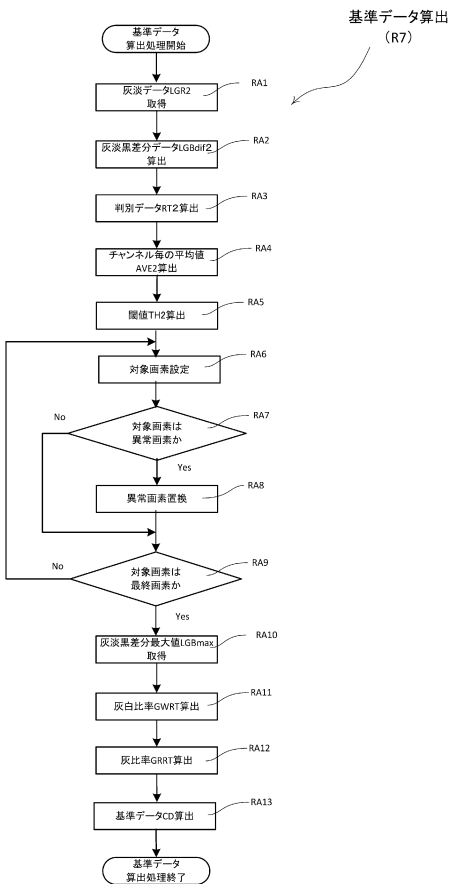 基準データ算出
(R7)
基準データ
算出処理開始
灰淡データLGR2
取得
RA1
灰淡黒差分データLGBdif2
算出
RA2
判別データRT2算出
RA3
チャンネル毎の平均値
AVE2算出
RA4
閾値TH2算出
RA5
対象画素設定
RA6
対象画素は
異常画素か
RA7
No
Yes
異常画素置換
RA8
対象画素は
最終画素か
RA9
No
Yes
灰淡黒差分最大値LGBmax
取得
RA10
灰白比率GWRT算出
RA11
灰比率GRRT算出
RA12
基準データCD算出
RA13
基準データ
算出処理終了